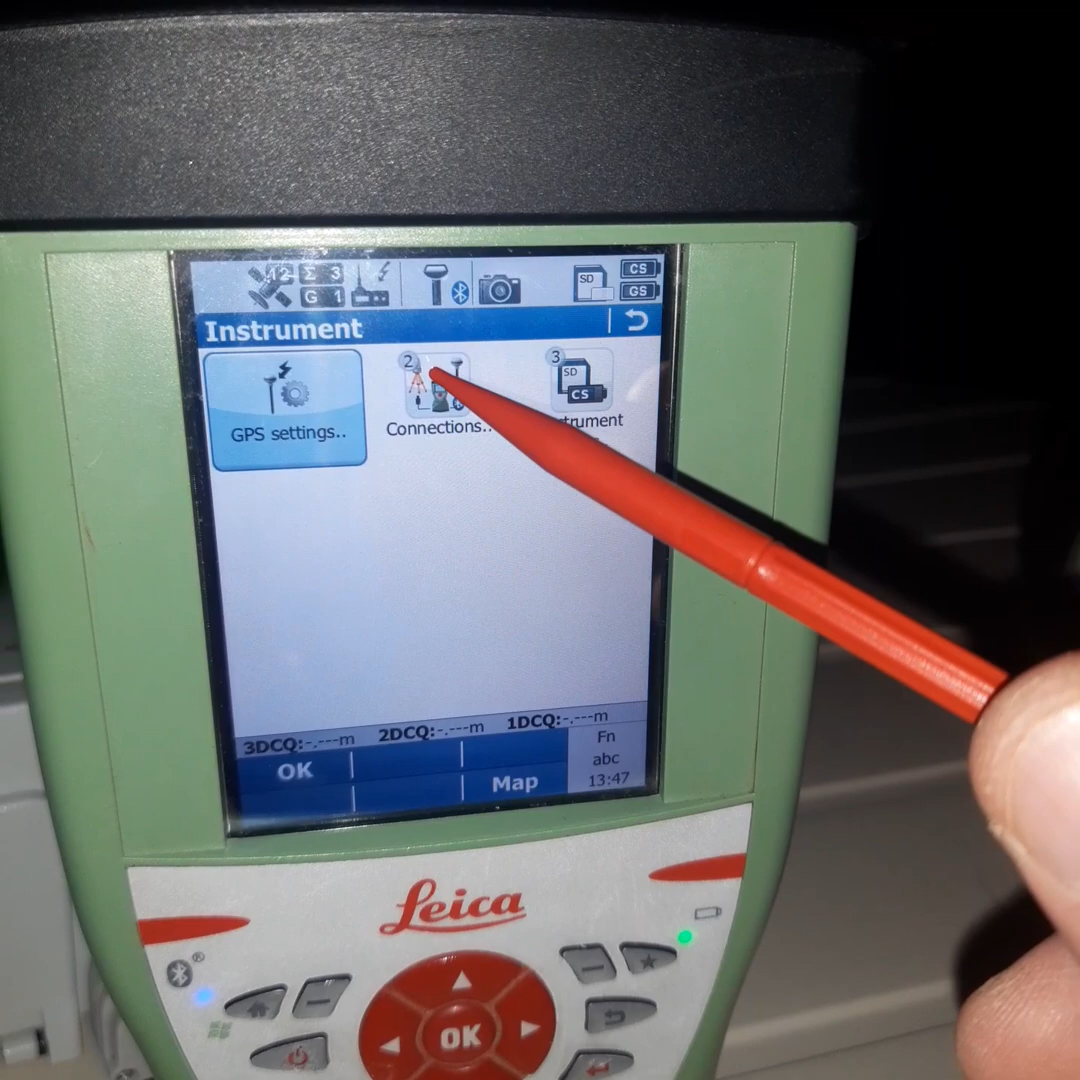 12 Σ 3 CS
G 1 SD GS
Instrument
2 3
SD
CS
GPS settings.. Connections.. strument
3DCQ:-.---m 2DCQ:-.---m 1DCQ:-.---m
OK Fn
abc
Map 13:47
Leica
®
OK